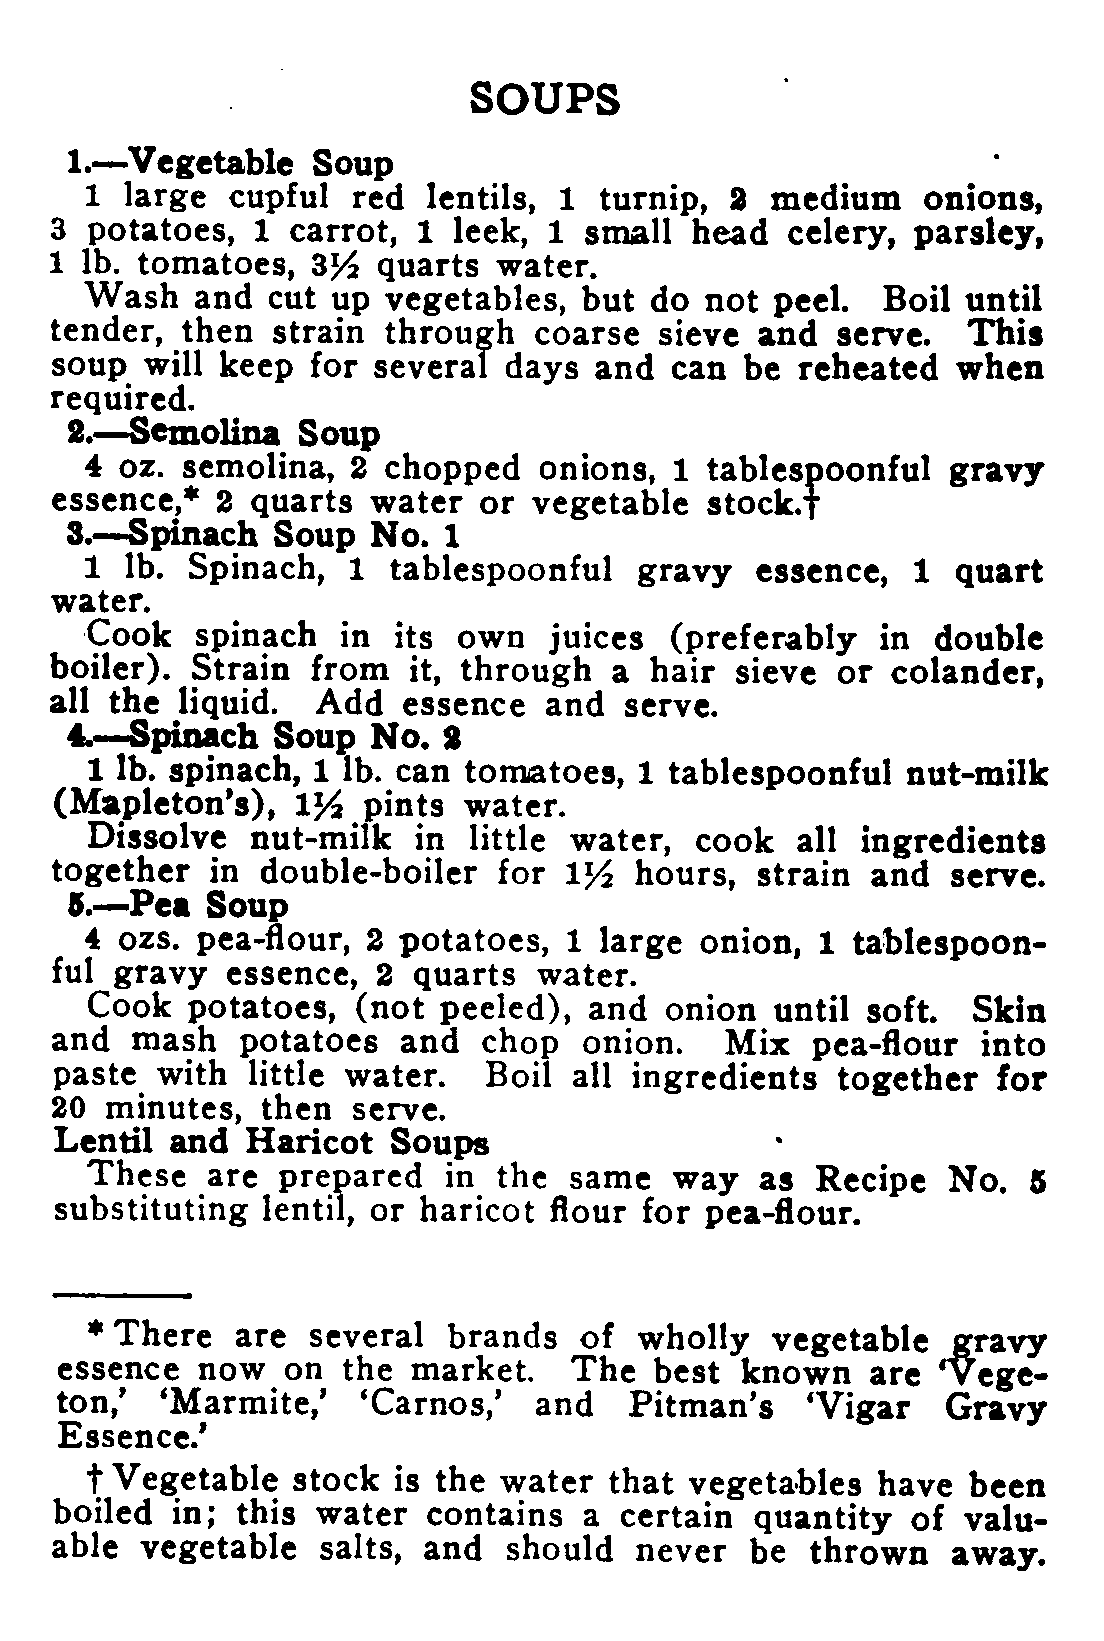 SOUPS
1.—Vegetable Soup
1 large cupful red lentils, 1 turnip, 2 medium onions,
3 potatoes, 1 carrot, 1 leek, 1 small head celery, parsley,
1 lb. tomatoes, 3½ quarts water.
Wash and cut up vegetables, but do not peel. Boil until
tender, then strain through coarse sieve and serve. This
soup will keep for several days and can be reheated when
required.
2.—Semolina Soup
4 oz. semolina, 2 chopped onions, 1 tablespoonful gravy
essence,* 2 quarts water or vegetable stock.†
3.—Spinach Soup No. 1
1 lb. Spinach, 1 tablespoonful gravy essence, 1 quart
water.
Cook spinach in its own juices (preferably in double
boiler). Strain from it, through a hair sieve or colander,
all the liquid. Add essence and serve.
4.—Spinach Soup No. 2
1 lb. spinach, 1 lb. can tomatoes, 1 tablespoonful nut-milk
(Mapleton's), 1½ pints water.
Dissolve nut-milk in little water, cook all ingredients
together in double-boiler for 1½ hours, strain and serve.
5.—Pea Soup
4 ozs. pea-flour, 2 potatoes, 1 large onion, 1 tablespoon-
ful gravy essence, 2 quarts water.
Cook potatoes, (not peeled), and onion until soft. Skin
and mash potatoes and chop onion. Mix pea-flour into
paste with little water. Boil all ingredients together for
20 minutes, then serve.
Lentil and Haricot Soups
These are prepared in the same way as Recipe No. 5
substituting lentil, or haricot flour for pea-flour.
* There are several brands of wholly vegetable gravy
essence now on the market. The best known are 'Vege-
ton,' 'Marmite,' 'Carnos,' and Pitman's 'Vigar Gravy
Essence.'
† Vegetable stock is the water that vegetables have been
boiled in; this water contains a certain quantity of valu-
able vegetable salts, and should never be thrown away.